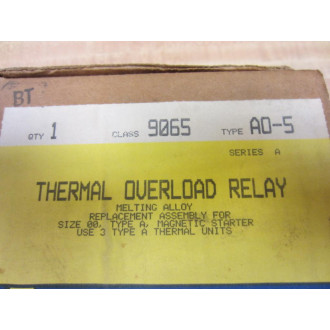 BT
QTY 1 CLASS 9065 TYPE AO-5
SERIES A
THERMAL OVERLOAD RELAY
MELTING ALLOY
REPLACEMENT ASSEMBLY FOR
SIZE 00, TYPE A, MAGNETIC STARTER
USE 3 TYPE A THERMAL UNITS